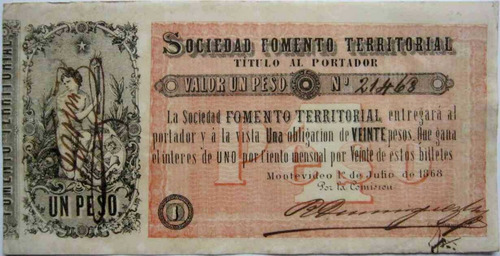 FOMENTO TERRITORIAL
UN PESO
SOCIEDAD FOMENTO TERRITORIAL
TÍTULO AL PORTADOR
VALOR UN PESO Nº 21468
La Sociedad FOMENTO TERRITORIAL entregará al
portador y á la vista Una obligacion de VEINTE pesos, Que gana
el interes de UNO por ciento mensual por Veinte de estos billetes
Montevideo 1º de Julio de 1868
Por la Comision
1